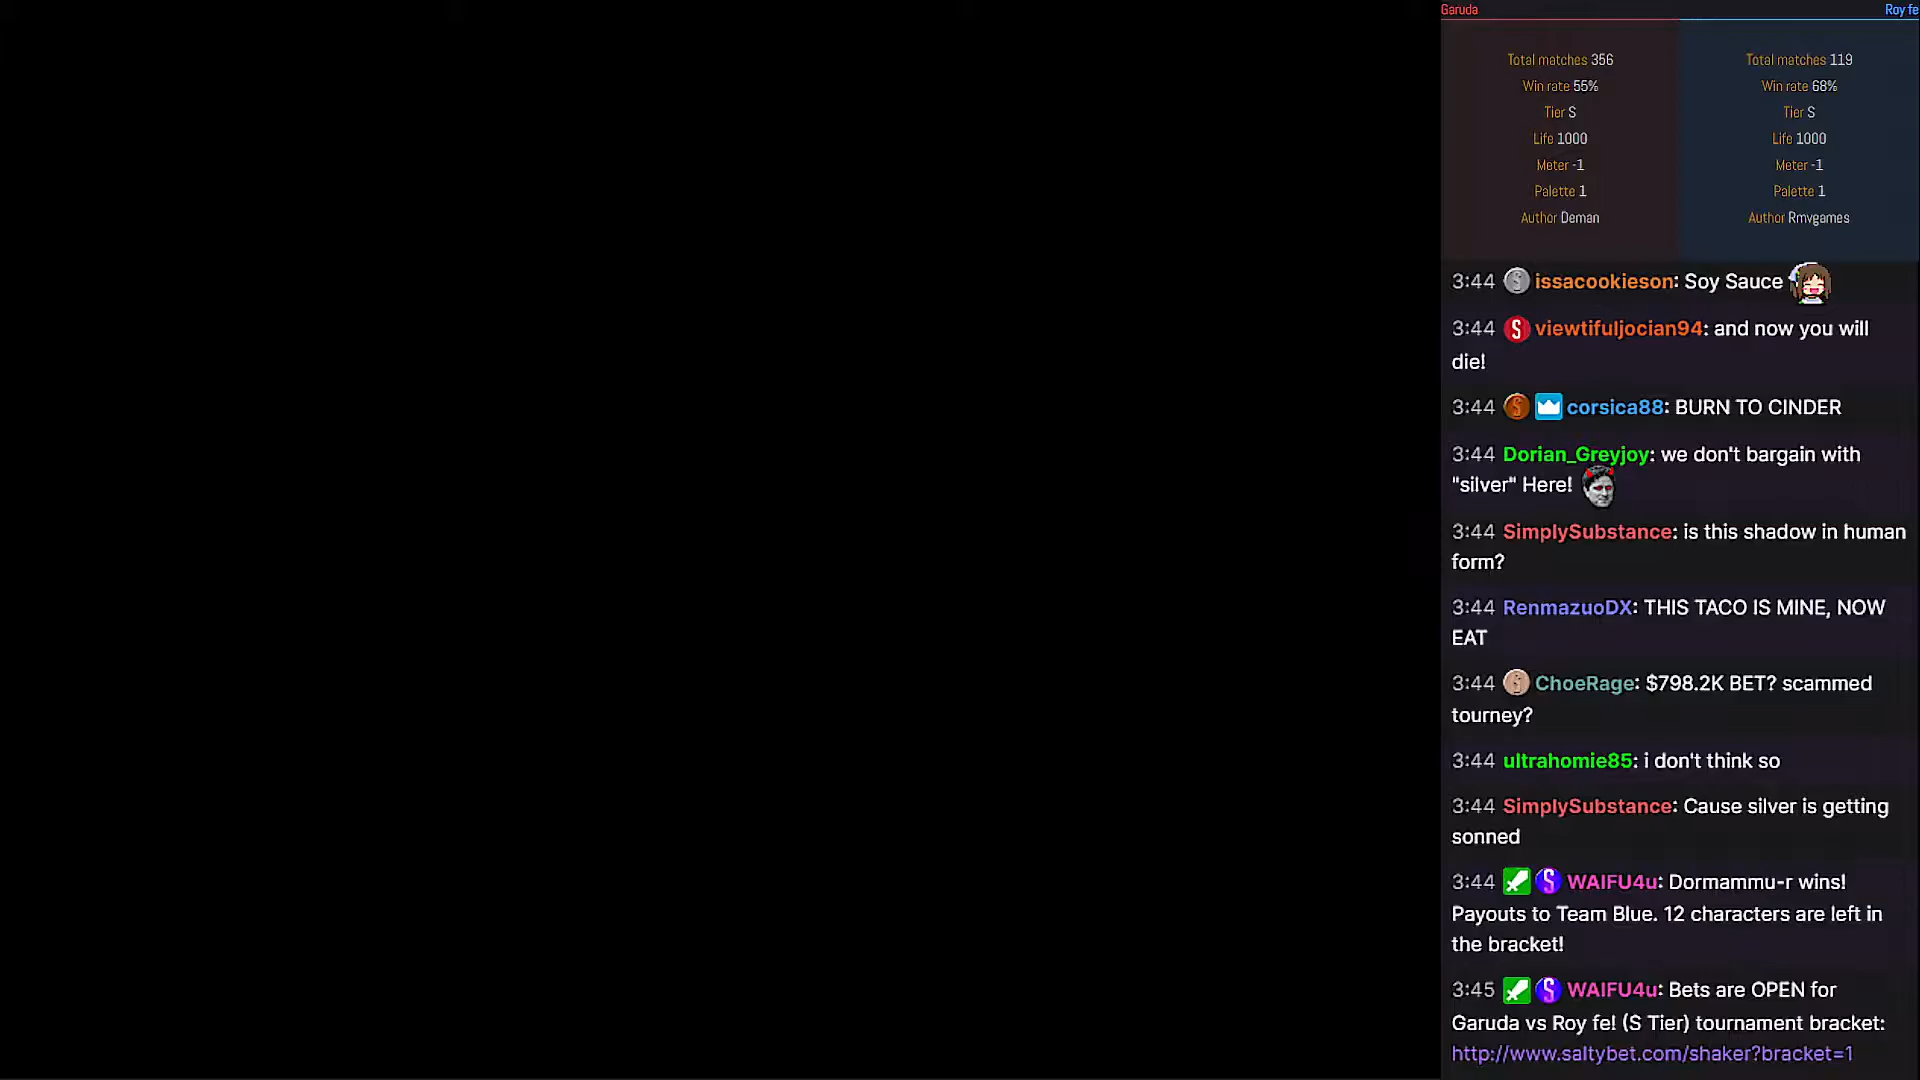 Garuda Roy fe
Total matches 356 Total matches 119
Win rate 55% Win rate 68%
Tier S Tier S
Life 1000 Life 1000
Meter -1 Meter -1
Palette 1 Palette 1
Author Deman Author Rmvgames
3:44 issacookieson: Soy Sauce
3:44 viewtifuljocian94: and now you will
die!
3:44 corsica88: BURN TO CINDER
3:44 Dorian_Greyjoy: we don't bargain with
"silver" Here!
3:44 SimplySubstance: is this shadow in human
form?
3:44 RenmazuoDX: THIS TACO IS MINE, NOW
EAT
3:44 ChoeRage: $798.2K BET? scammed
tourney?
3:44 ultrahomie85: i don't think so
3:44 SimplySubstance: Cause silver is getting
sonned
3:44 WAIFU4u: Dormammu-r wins!
Payouts to Team Blue. 12 characters are left in
the bracket!
3:45 WAIFU4u: Bets are OPEN for
Garuda vs Roy fe! (S Tier) tournament bracket:
http://www.saltybet.com/shaker?bracket=1